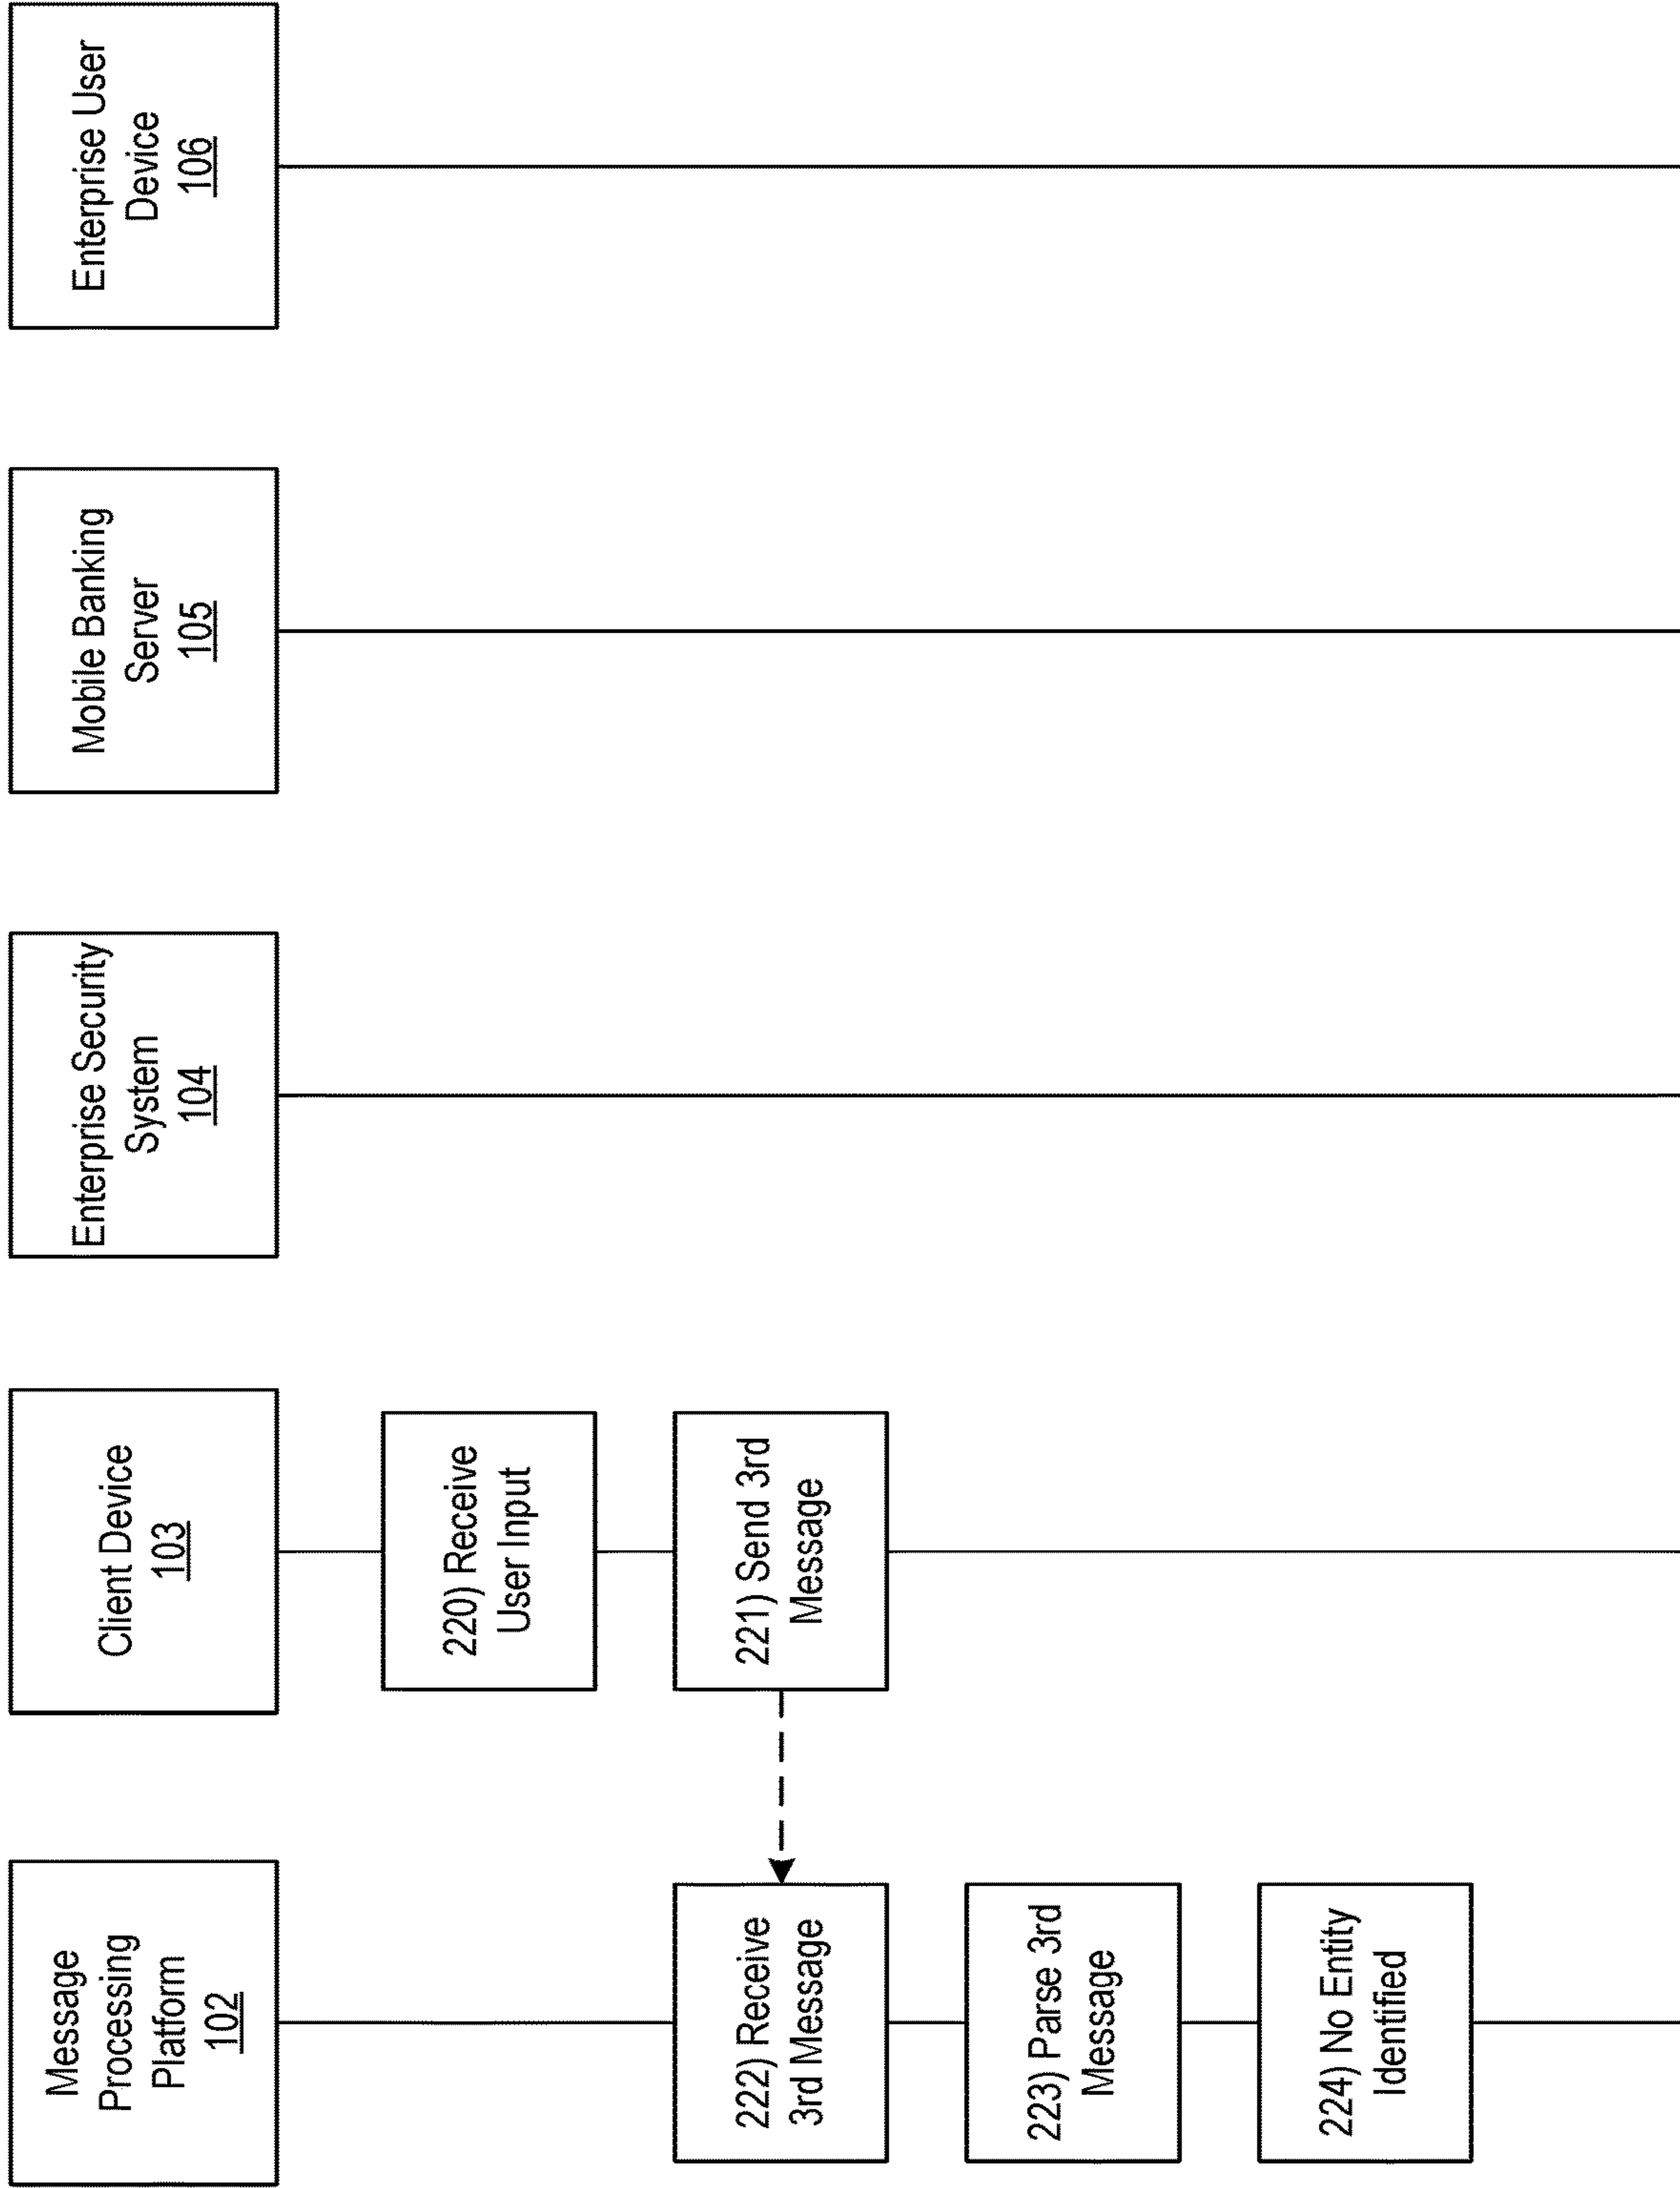 Message
Processing
Platform
102
Client Device
103
Enterprise Security
System
104
Mobile Banking
Server
105
Enterprise User
Device
106
220) Receive
User Input
221) Send 3rd
Message
222) Receive
3rd Message
223) Parse 3rd
Message
224) No Entity
Identified